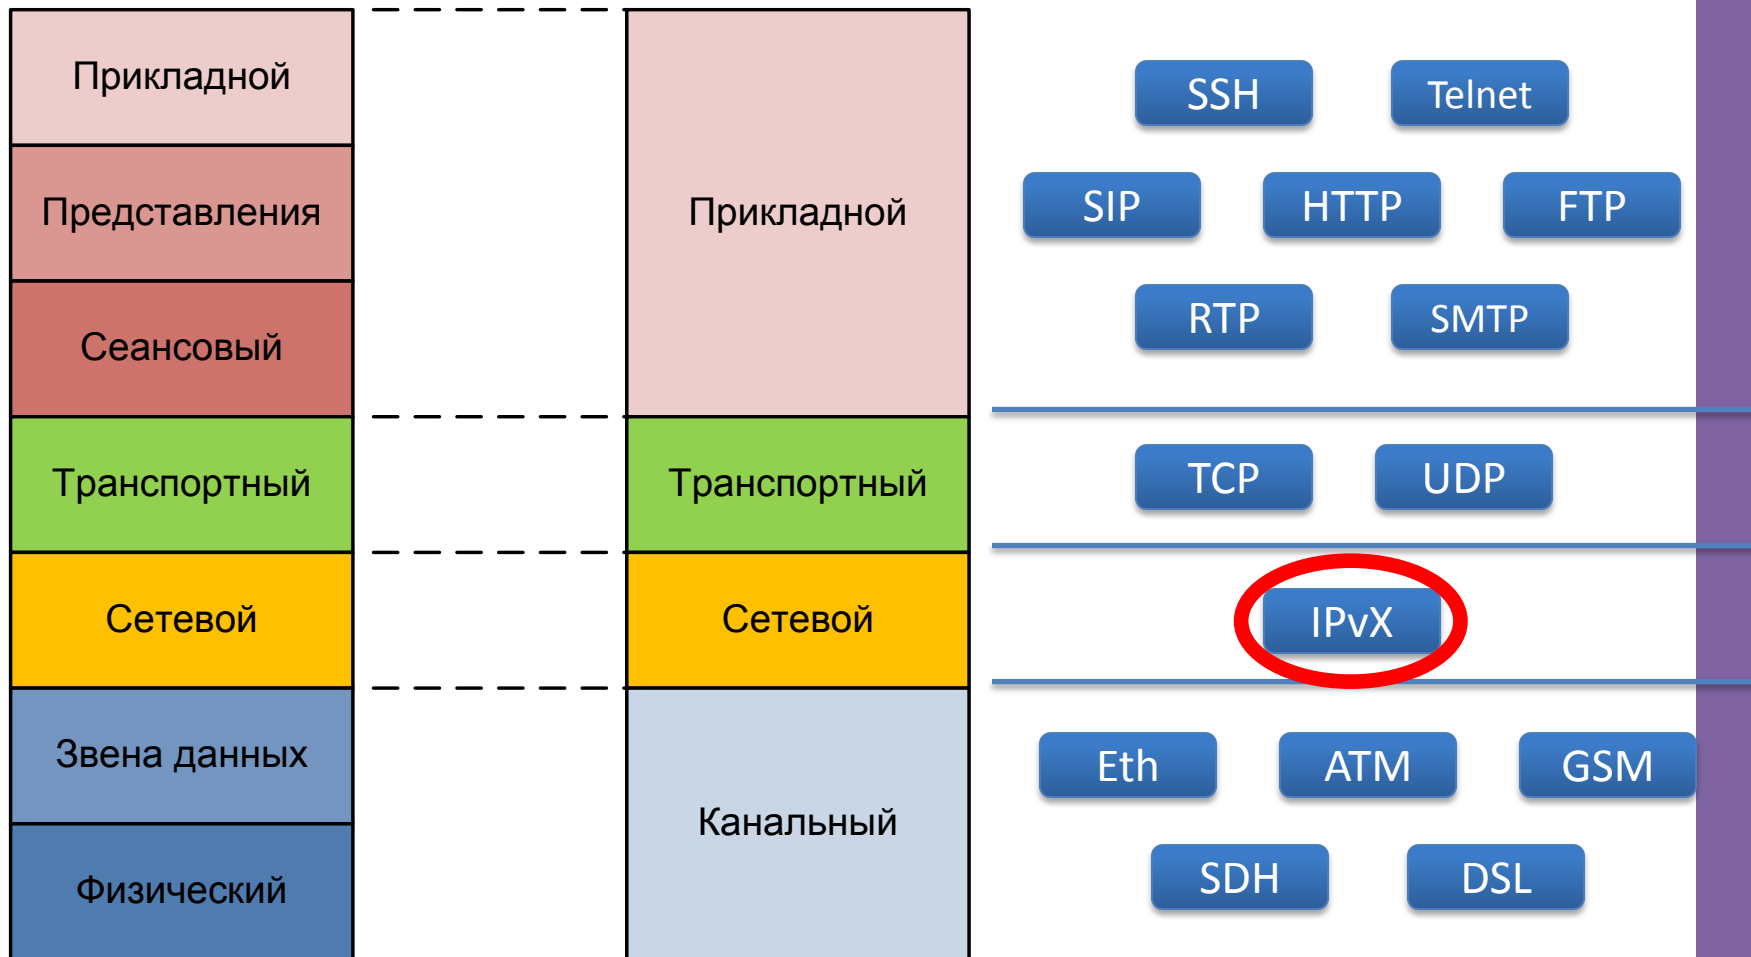 Прикладной
Представления
Сеансовый
Транспортный
Сетевой
Звена данных
Физический
Прикладной
Транспортный
Сетевой
Канальный
SSH Telnet
SIP HTTP FTP
RTP SMTP
TCP UDP
IPvX
Eth ATM GSM
SDH DSL